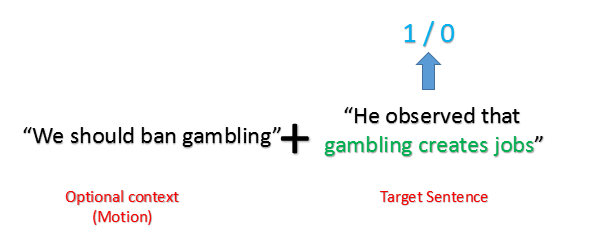 1 / 0
“We should ban gambling”
+
“He observed that
gambling creates jobs”
Optional context
(Motion)
Target Sentence